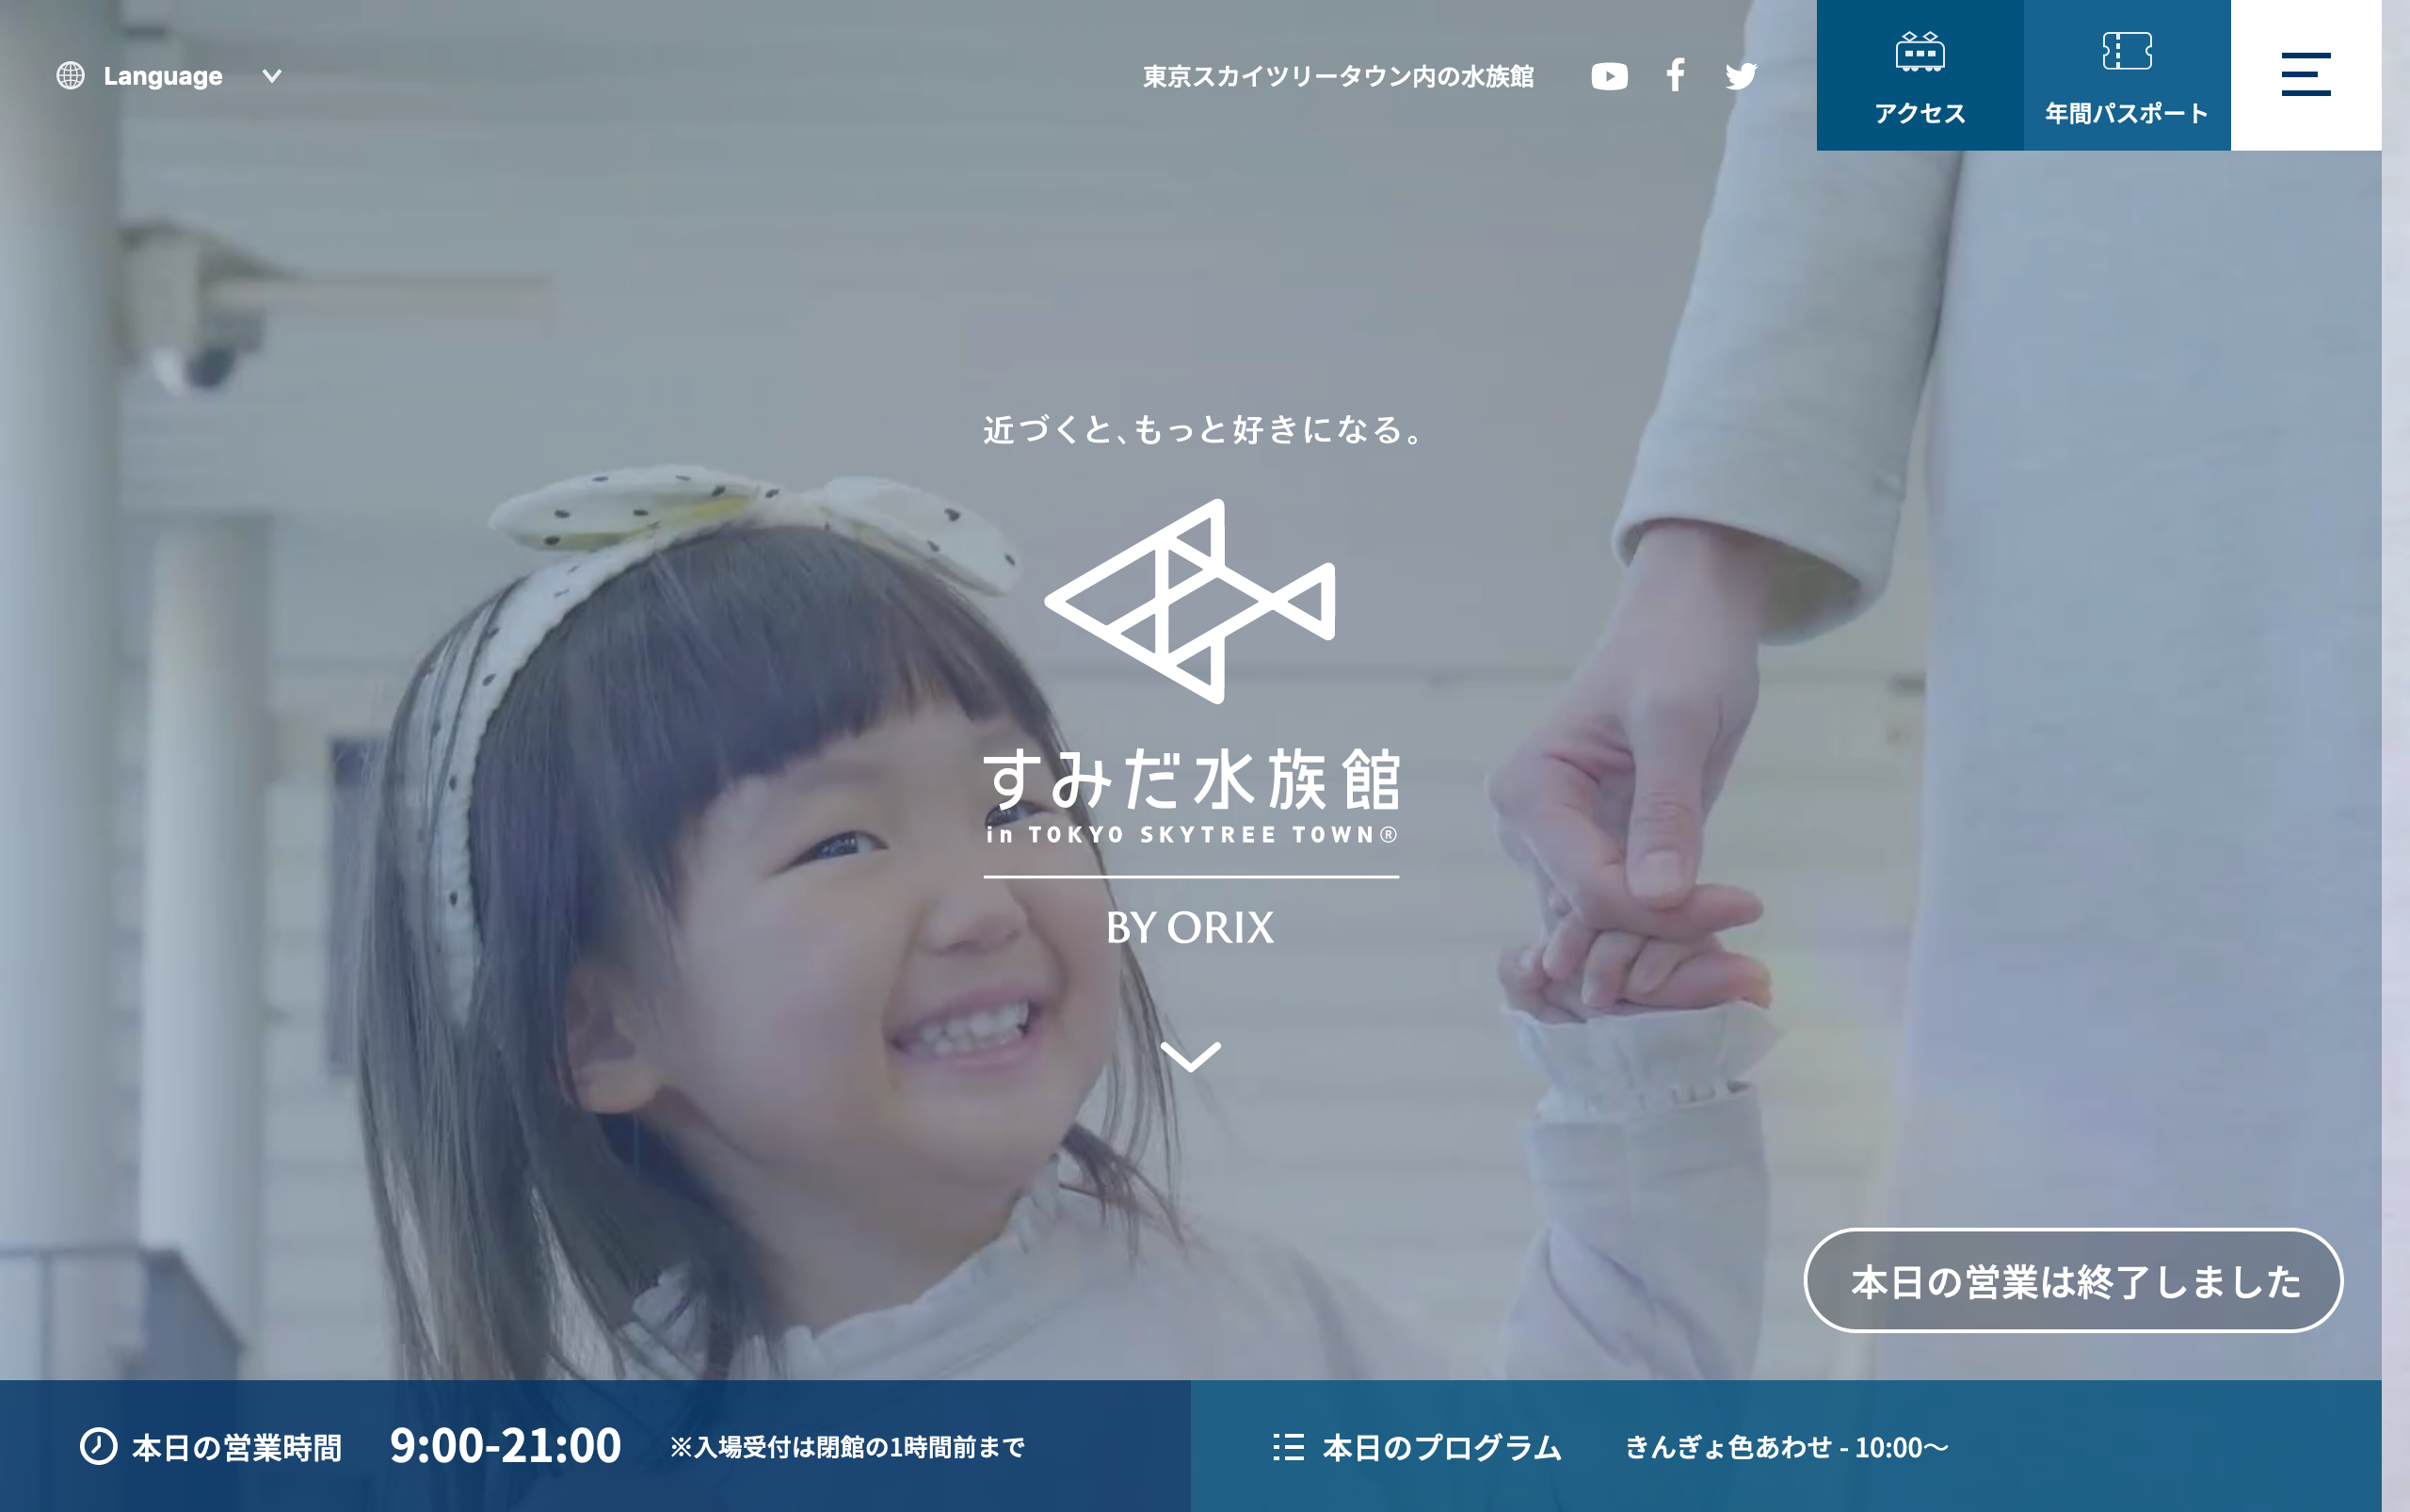 Language
東京スカイツリータウン内の水族館
アクセス
年間パスポート
近づくと、もっと好きになる。
すみだ水族館
in TOKYO SKYTREE TOWN®
BY ORIX
本日の営業は終了しました
本日の営業時間 9:00-21:00 ※入場受付は閉館の1時間前まで
本日のプログラム きんぎょ色あわせ - 10:00〜